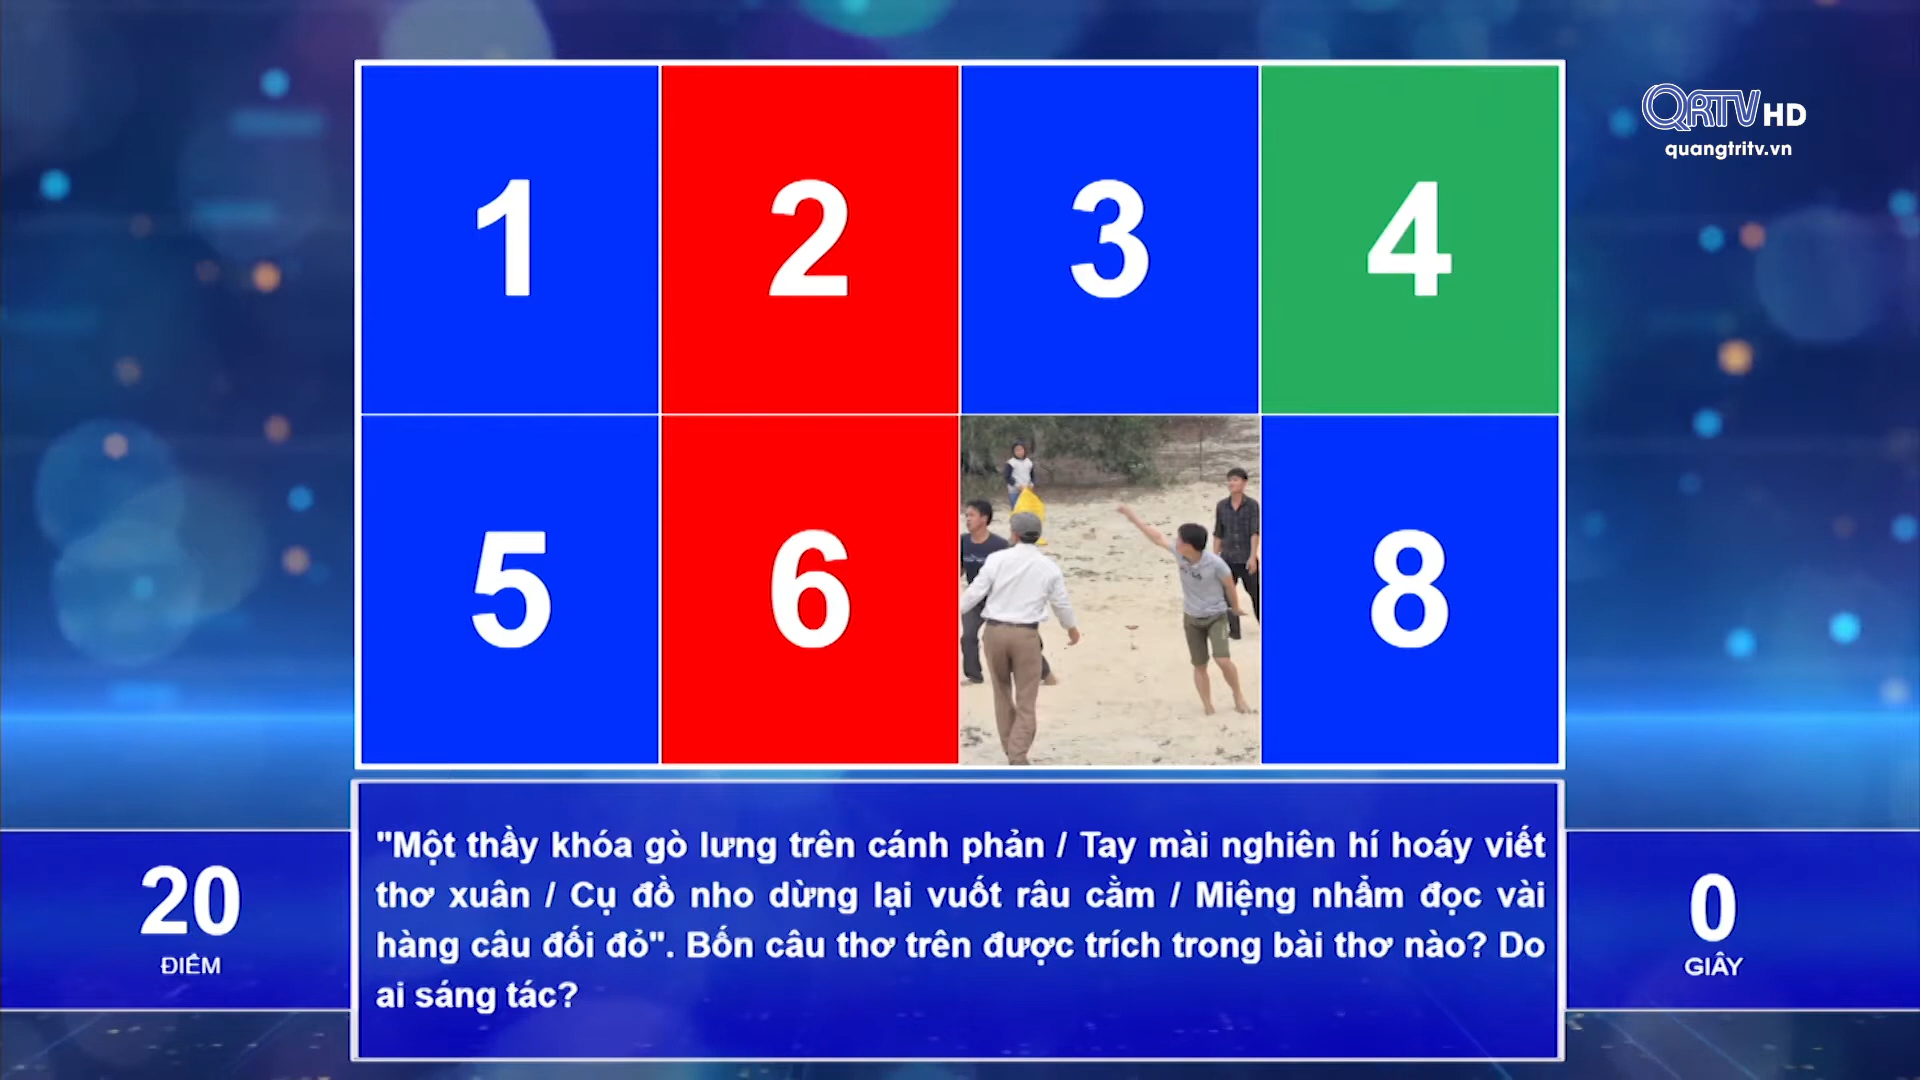 1
2
3
4
QRTV HD
quangtritv.vn
5
6
8
"Một thầy khóa gò lưng trên cánh phản / Tay mài nghiên hí hoáy viết
thơ xuân / Cụ đồ nho dừng lại vuốt râu cằm / Miệng nhẩm đọc vài
hàng câu đối đỏ". Bốn câu thơ trên được trích trong bài thơ nào? Do
ai sáng tác?
20
ĐIỂM
0
GIÂY